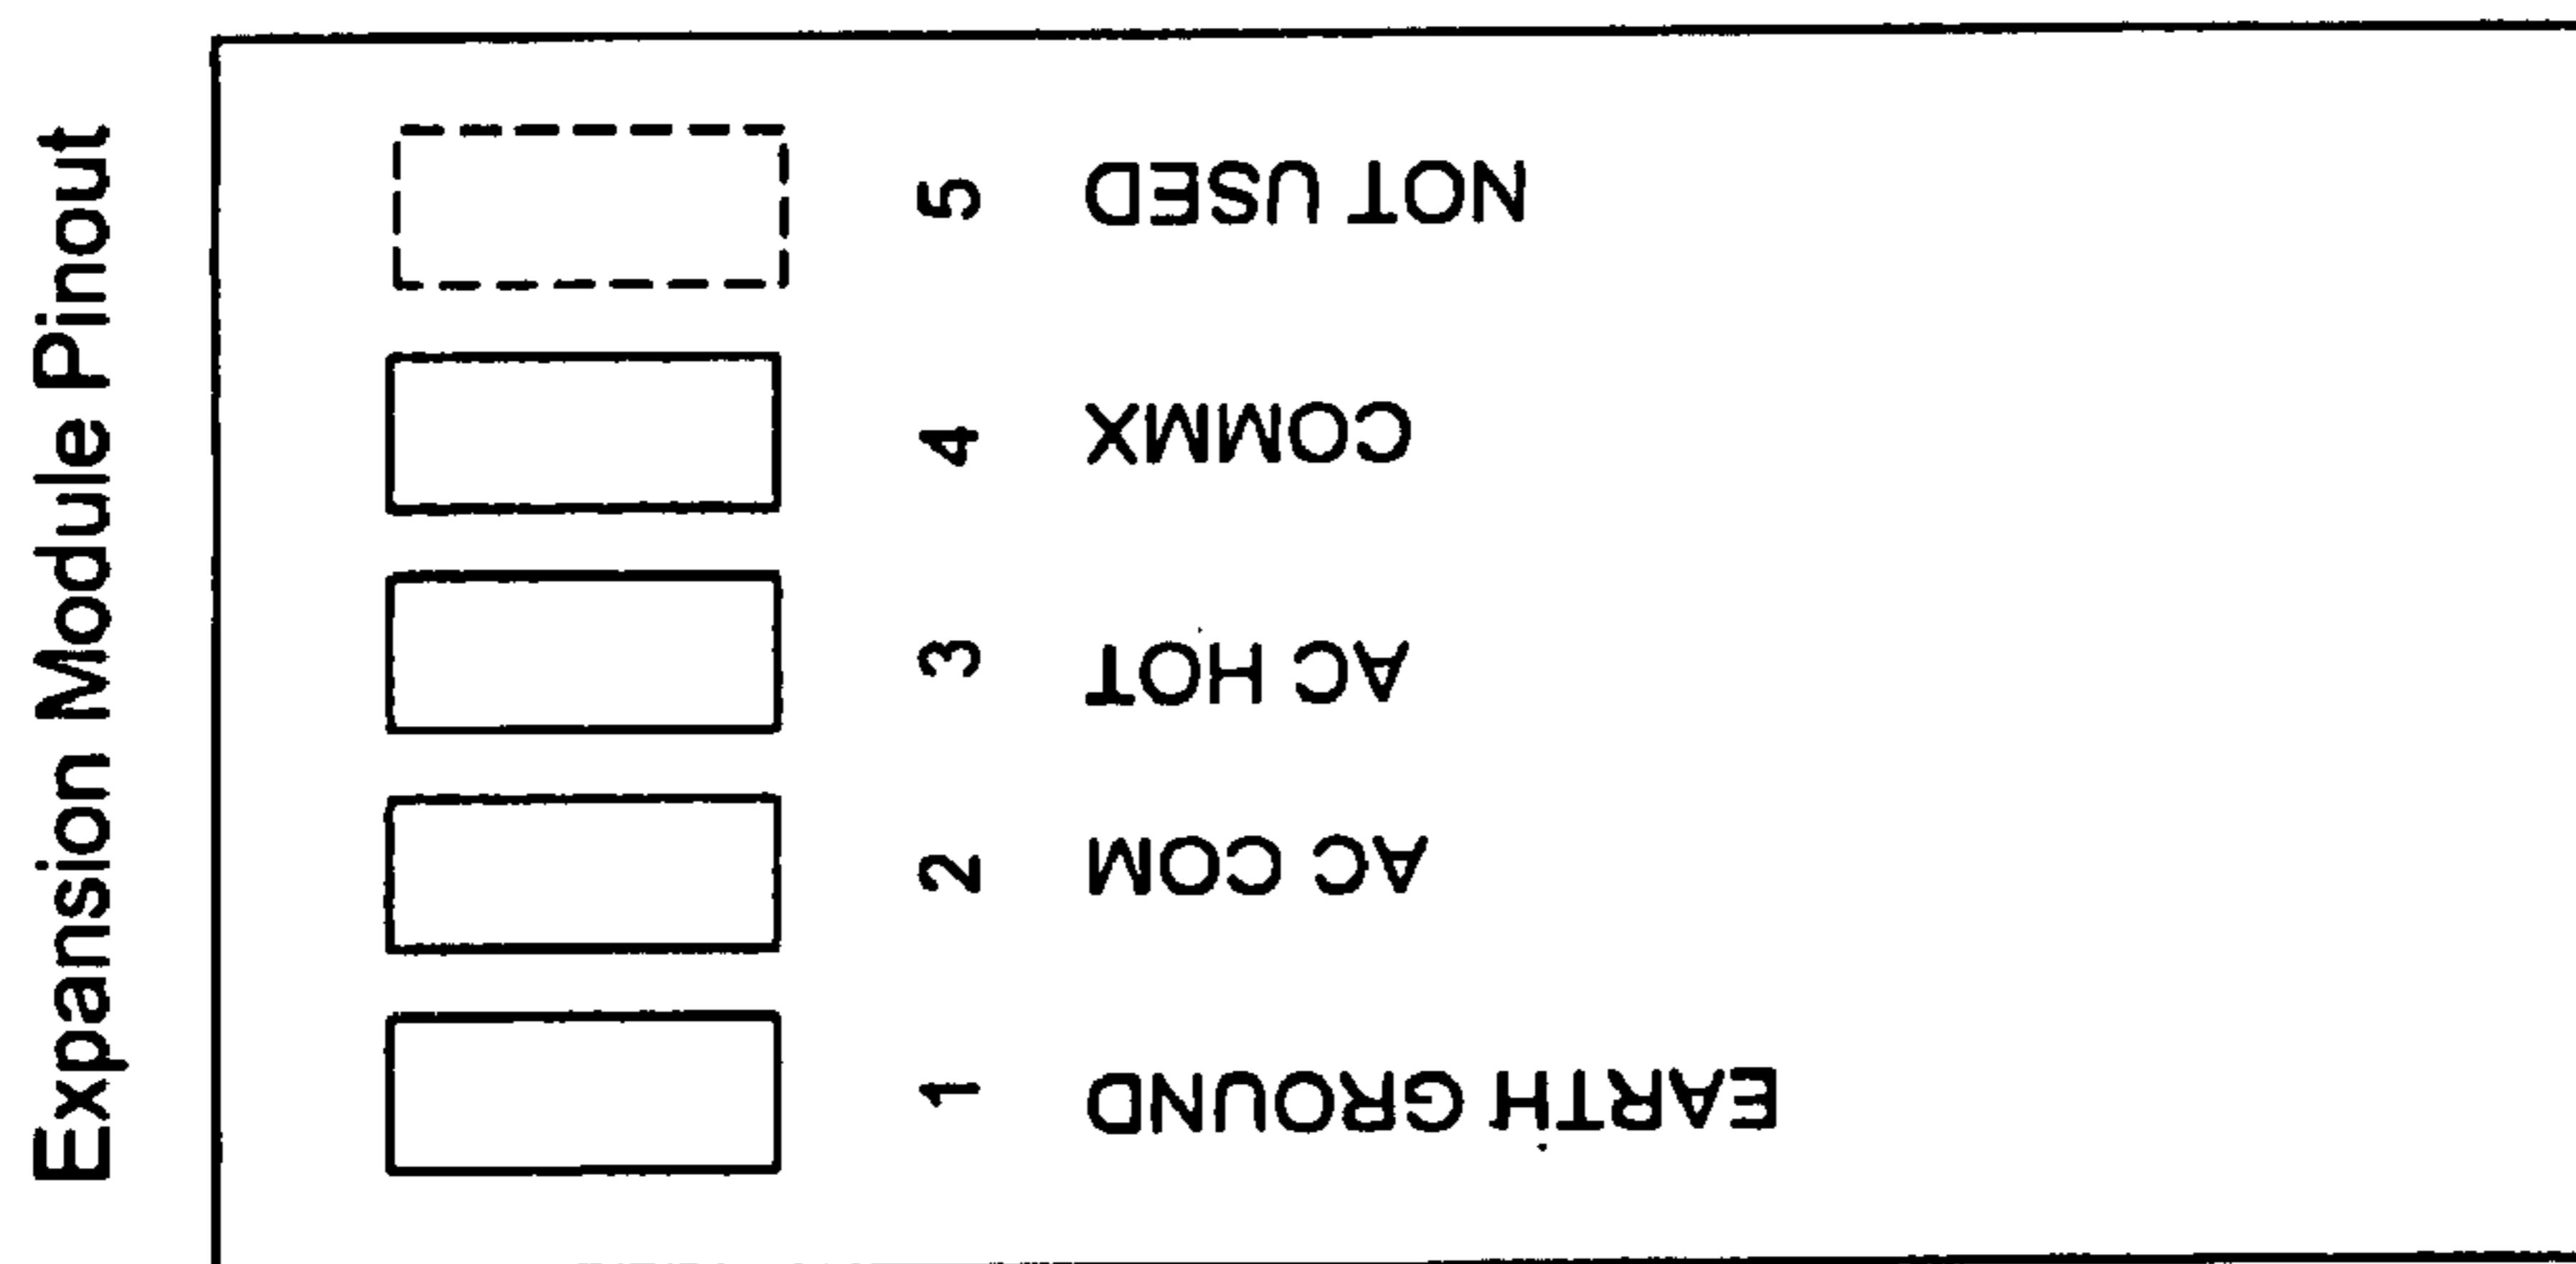 Expansion Module Pinout
5 NOT USED
4 COMMX
3 AC HOT
2 AC COM
1 EARTH GROUND